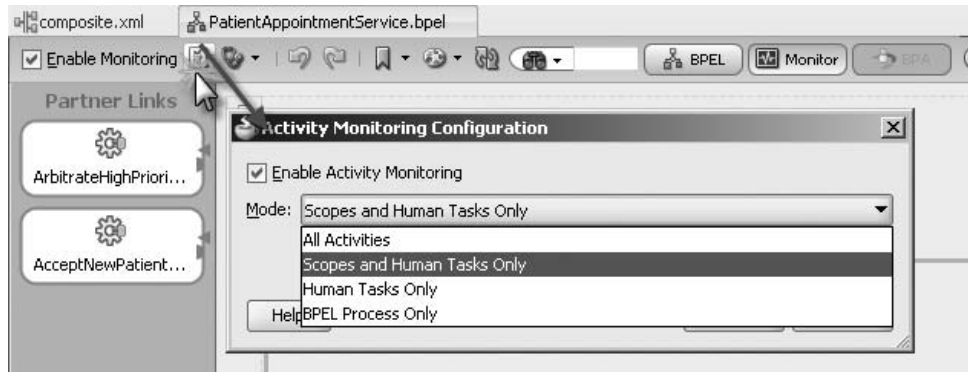 composite.xml PatientAppointmentService.bpel
Enable Monitoring BPEL Monitor BPA
Partner Links
ArbitrateHighPriori...
AcceptNewPatient...
Activity Monitoring Configuration
Enable Activity Monitoring
Mode: Scopes and Human Tasks Only
All Activities
Scopes and Human Tasks Only
Human Tasks Only
BPEL Process Only
Help